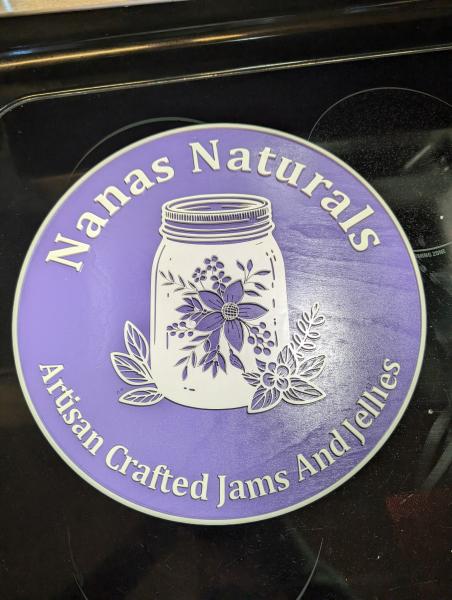 Nanas Naturals
Artisan Crafted Jams And Jellies